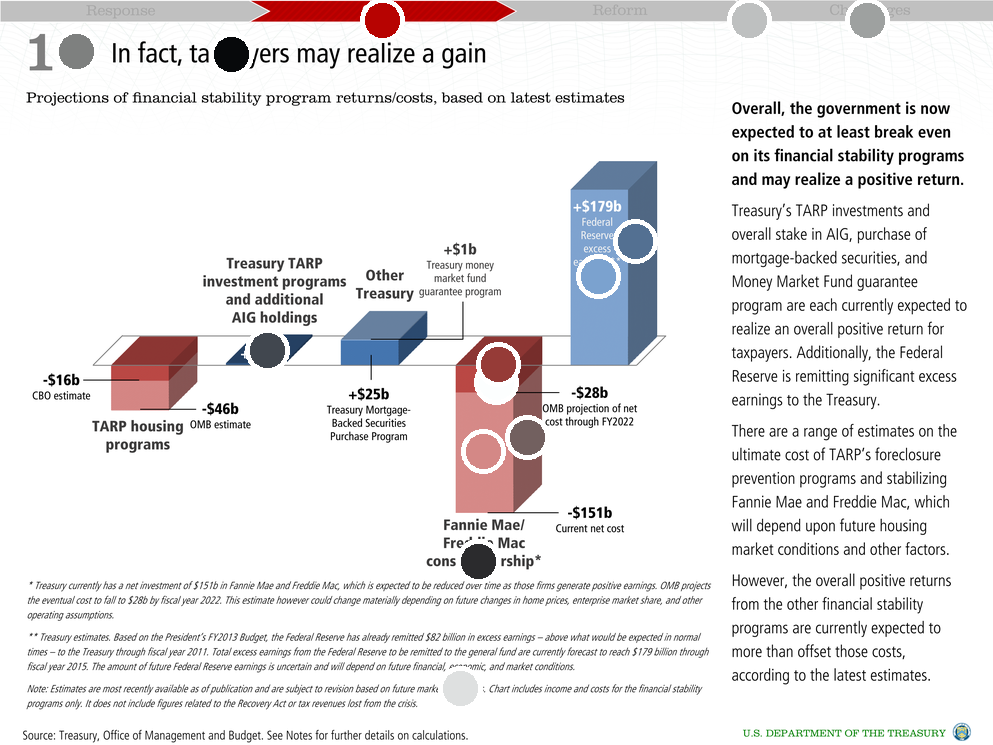 Response
Reform
1
In fact, may realize a gain
Projections of financial stability program returns/costs, based on latest estimates
Overall, the government is now
expected to at least break even
on its financial stability programs
and may realize a positive return.
Treasury's TARP investments and
overall stake in AIG, purchase of
mortgage-backed securities, and
Money Market Fund guarantee
program are each currently expected to
realize an overall positive return for
taxpayers. Additionally, the Federal
Reserve is remitting significant excess
earnings to the Treasury.
There are a range of estimates on the
ultimate cost of TARP's foreclosure
prevention programs and stabilizing
Fannie Mae and Freddie Mac, which
will depend upon future housing
market conditions and other factors.
However, the overall positive returns
from the other financial stability
programs are currently expected to
more than offset those costs,
according to the latest estimates.
+$179b
Federal
Reserve
excess
+$1b
Treasury money
market fund
guarantee program
Treasury TARP
investment programs
and additional
AIG holdings
Other
Treasury
-$16b
CBO estimate
-$46b
OMB estimate
TARP housing
programs
+$25b
Treasury Mortgage-
Backed Securities
Purchase Program
-$28b
OMB projection of net
cost through FY2022
-$151b
Current net cost
Fannie Mae/
Freddie Mac
* Treasury currently has a net investment of $151b in Fannie Mae and Freddie Mac, which is expected to be reduced over time as those firms generate positive earnings. OMB projects
the eventual cost to fall to $28b by fiscal year 2022. This estimate however could change materially depending on future changes in home prices, enterprise market share, and other
operating assumptions.
** Treasury estimates. Based on the President's FY2013 Budget, the Federal Reserve has already remitted $82 billion in excess earnings – above what would be expected in normal
times – to the Treasury through fiscal year 2011. Total excess earnings from the Federal Reserve to be remitted to the general fund are currently forecast to reach $179 billion through
fiscal year 2015. The amount of future Federal Reserve earnings is uncertain and will depend on future financial, economic, and market conditions.
Note: Estimates are most recently available as of publication and are subject to revision based on future Chart includes income and costs for the financial stability
programs only. It does not include figures related to the Recovery Act or tax revenues lost from the crisis.
Source: Treasury, Office of Management and Budget. See Notes for further details on calculations.
U.S. DEPARTMENT OF THE TREASURY